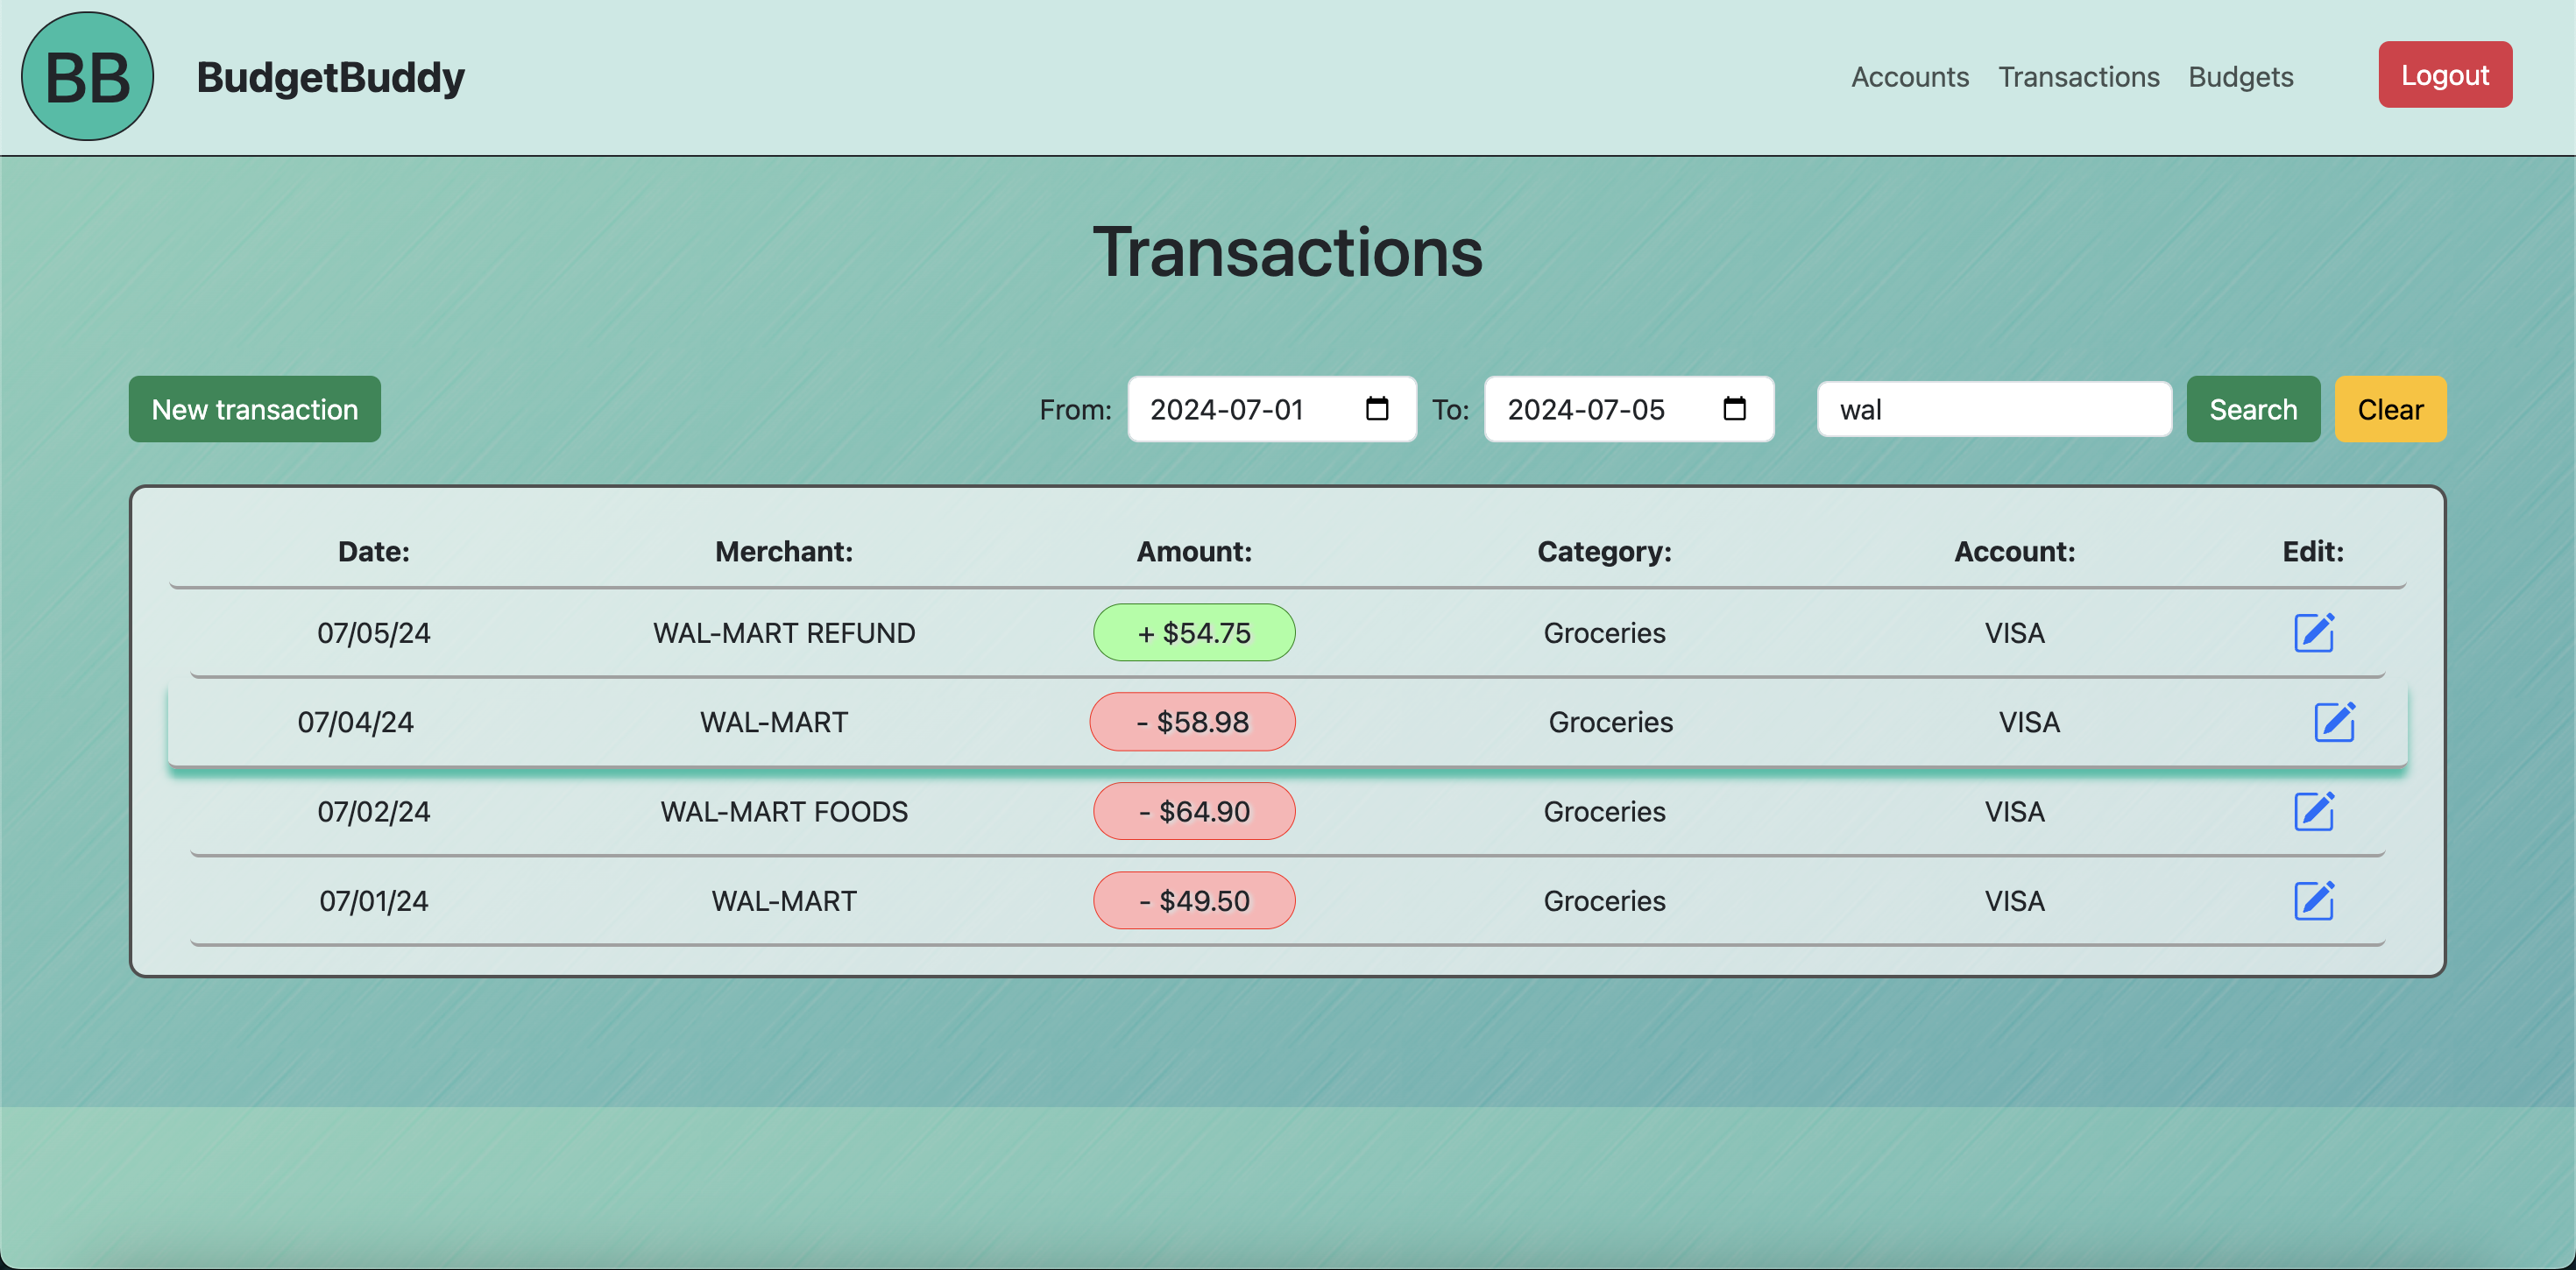 BB BudgetBuddy Accounts Transactions Budgets Logout
Transactions
New transaction From: 2024-07-01 To: 2024-07-05 wal Search Clear
Date: Merchant: Amount: Category: Account: Edit:
07/05/24 WAL-MART REFUND + $54.75 Groceries VISA
07/04/24 WAL-MART - $58.98 Groceries VISA
07/02/24 WAL-MART FOODS - $64.90 Groceries VISA
07/01/24 WAL-MART - $49.50 Groceries VISA